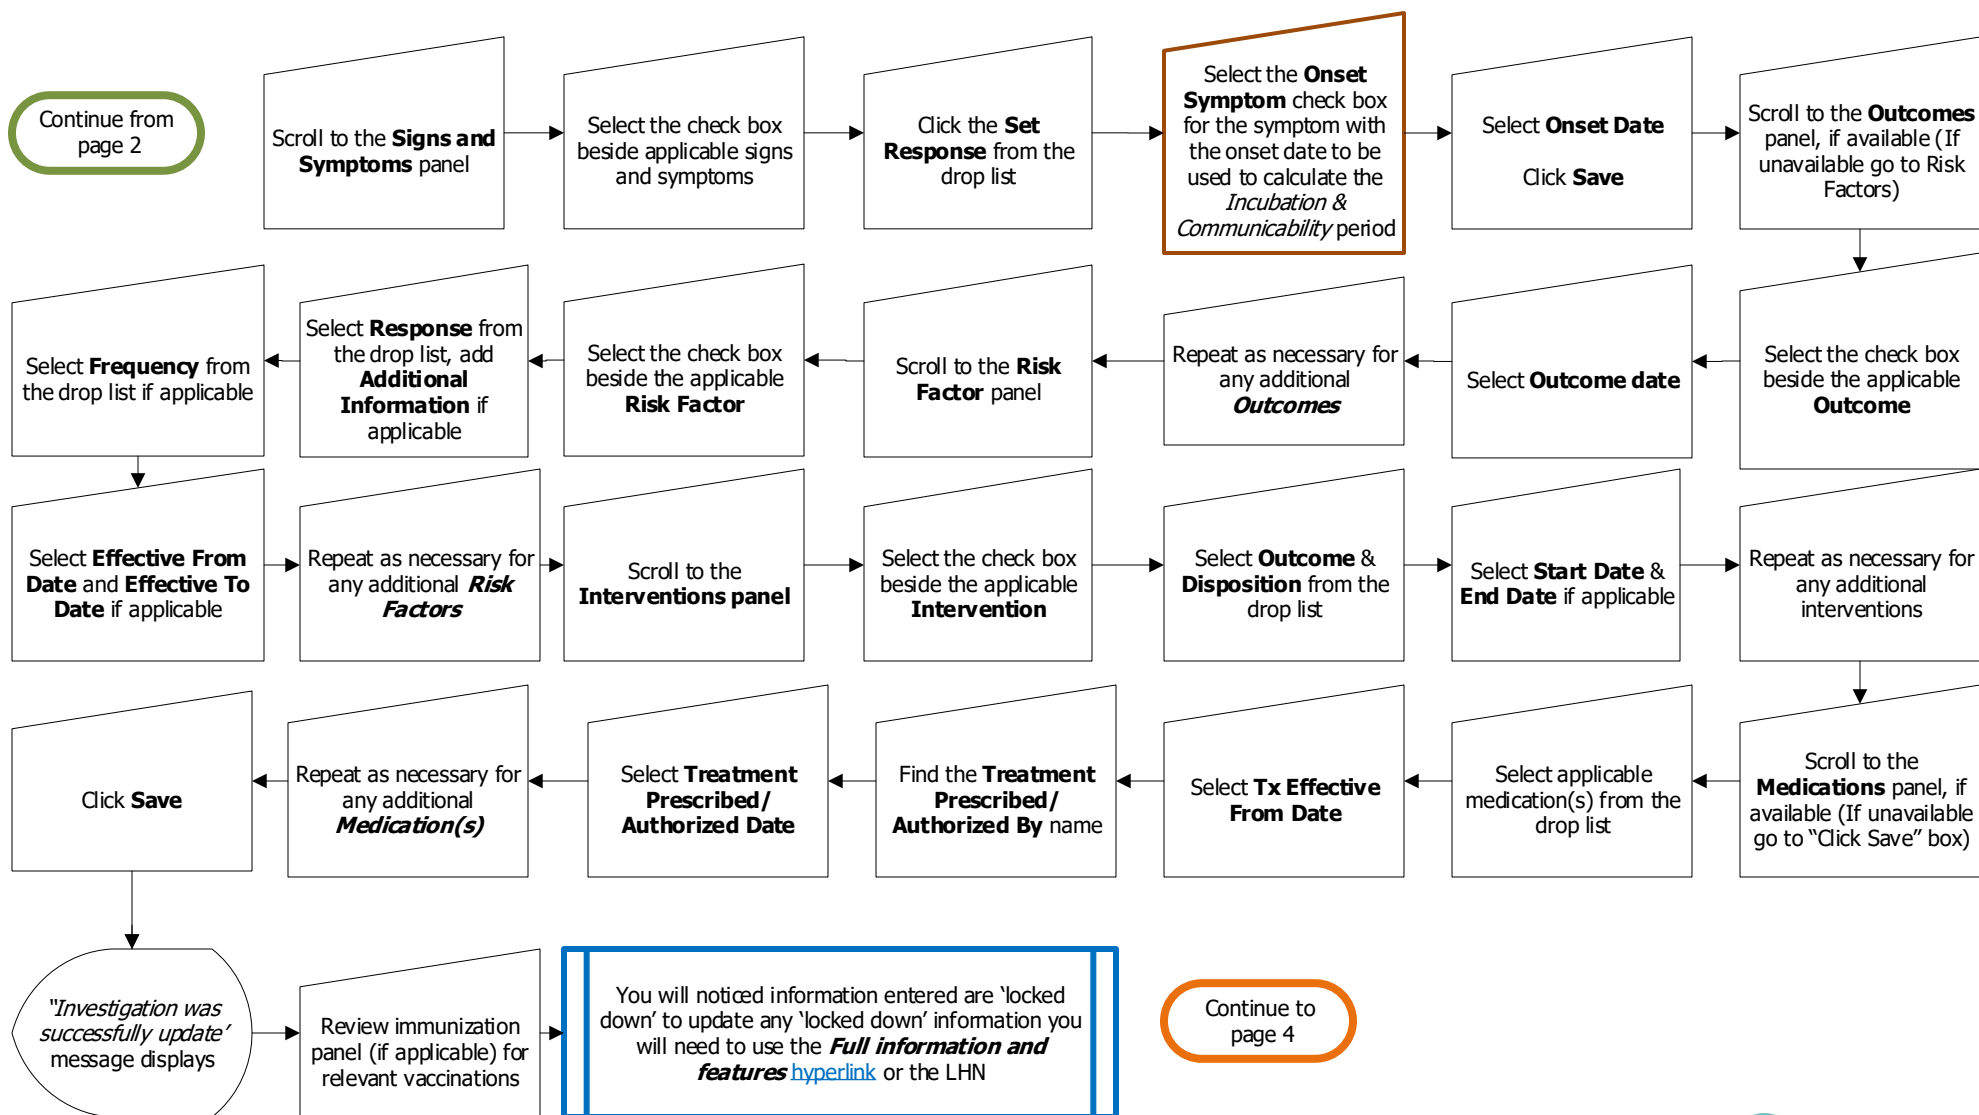 Continue from
page 2
Scroll to the Signs and
Symptoms panel
Select the check box
beside applicable signs
and symptoms
Click the Set
Response from the
drop list
Select the Onset
Symptom check box
for the symptom with
the onset date to be
used to calculate the
Incubation &
Communicability period
Select Onset Date
Click Save
Scroll to the Outcomes
panel, if available (If
unavailable go to Risk
Factors)
Select the check box
beside the applicable
Outcome
Select Outcome date
Repeat as necessary for
any additional
Outcomes
Scroll to the Risk
Factor panel
Select the check box
beside the applicable
Risk Factor
Select Response from
the drop list, add
Additional
Information if
applicable
Select Frequency from
the drop list if applicable
Select Effective From
Date and Effective To
Date if applicable
Repeat as necessary for
any additional Risk
Factors
Scroll to the
Interventions panel
Select the check box
beside the applicable
Intervention
Select Outcome &
Disposition from the
drop list
Select Start Date &
End Date if applicable
Repeat as necessary for
any additional
interventions
Scroll to the
Medications panel, if
available (If unavailable
go to “Click Save” box)
Select applicable
medication(s) from the
drop list
Select Tx Effective
From Date
Find the Treatment
Prescribed/
Authorized By name
Select Treatment
Prescribed/
Authorized Date
Repeat as necessary for
any additional
Medication(s)
Click Save
“Investigation was
successfully update’
message displays
Review immunization
panel (if applicable) for
relevant vaccinations
You will noticed information entered are ‘locked
down’ to update any ‘locked down’ information you
will need to use the Full information and
features hyperlink or the LHN
Continue to
page 4